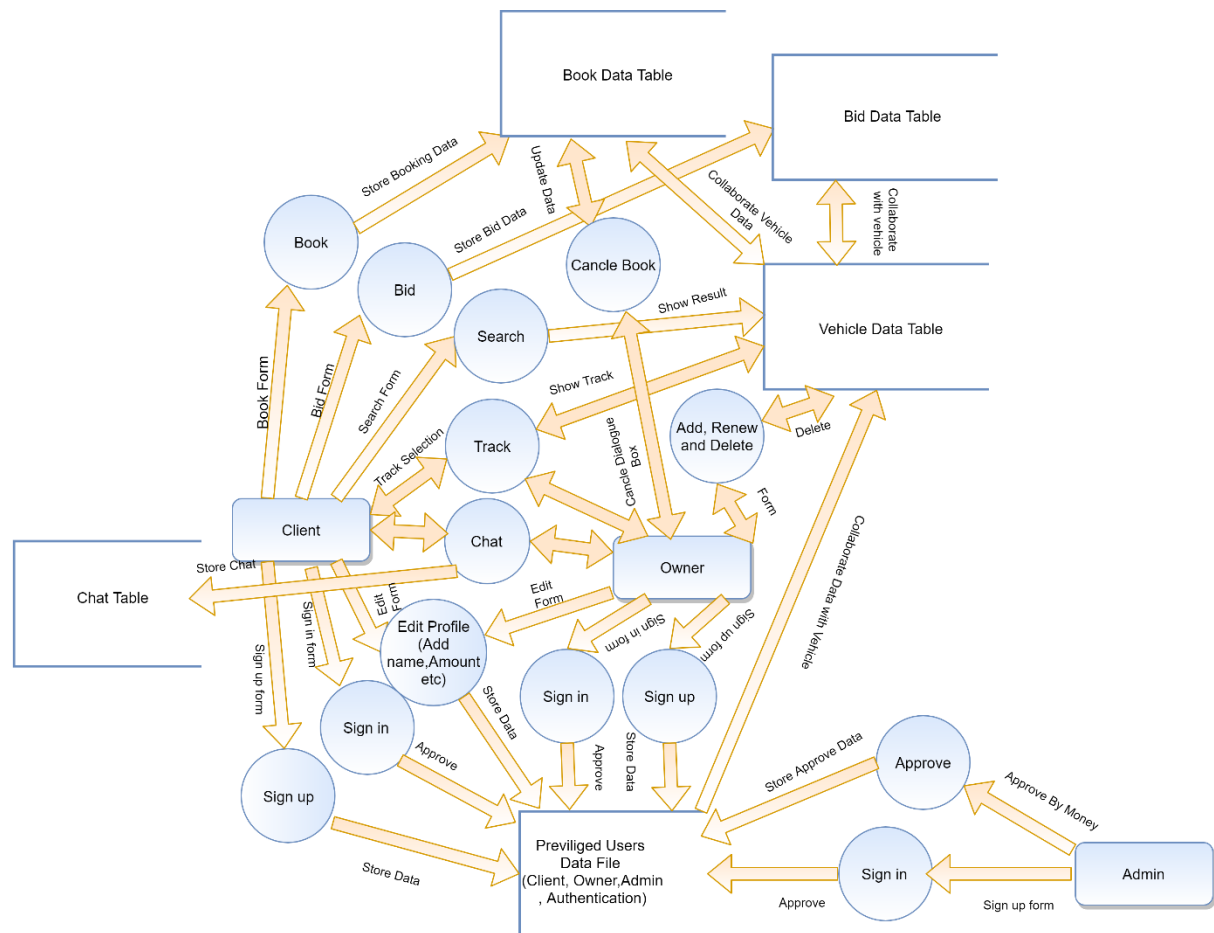 Book Data Table
Bid Data Table
Store Booking Data
Update Data
Collaborate Vehicle
Data
Collaborate
with vehicle
Store Bid Data
Book
Bid
Cancle Book
Show Result
Search
Vehicle Data Table
Book Form
Bid Form
Search Form
Show Track
Add, Renew
and Delete
Delete
Track Selection
Track
Cancle Dialogue
Box
Form
Client
Chat
Owner
Store Chat
Chat Table
Edit
Form
Edit
Form
Sign in form
Sign up form
Edit Profile
(Add
name,Amount
etc)
Sign in form
Sign up form
Collaborate Data with Vehicle
Sign in
Sign in
Sign up
Store Data
Approve
Approve
Store Data
Sign up
Store Data
Store Approve Data
Approve
Approve By Money
Previliged Users
Data File
(Client, Owner,Admin
, Authentication)
Approve
Sign in
Sign up form
Admin